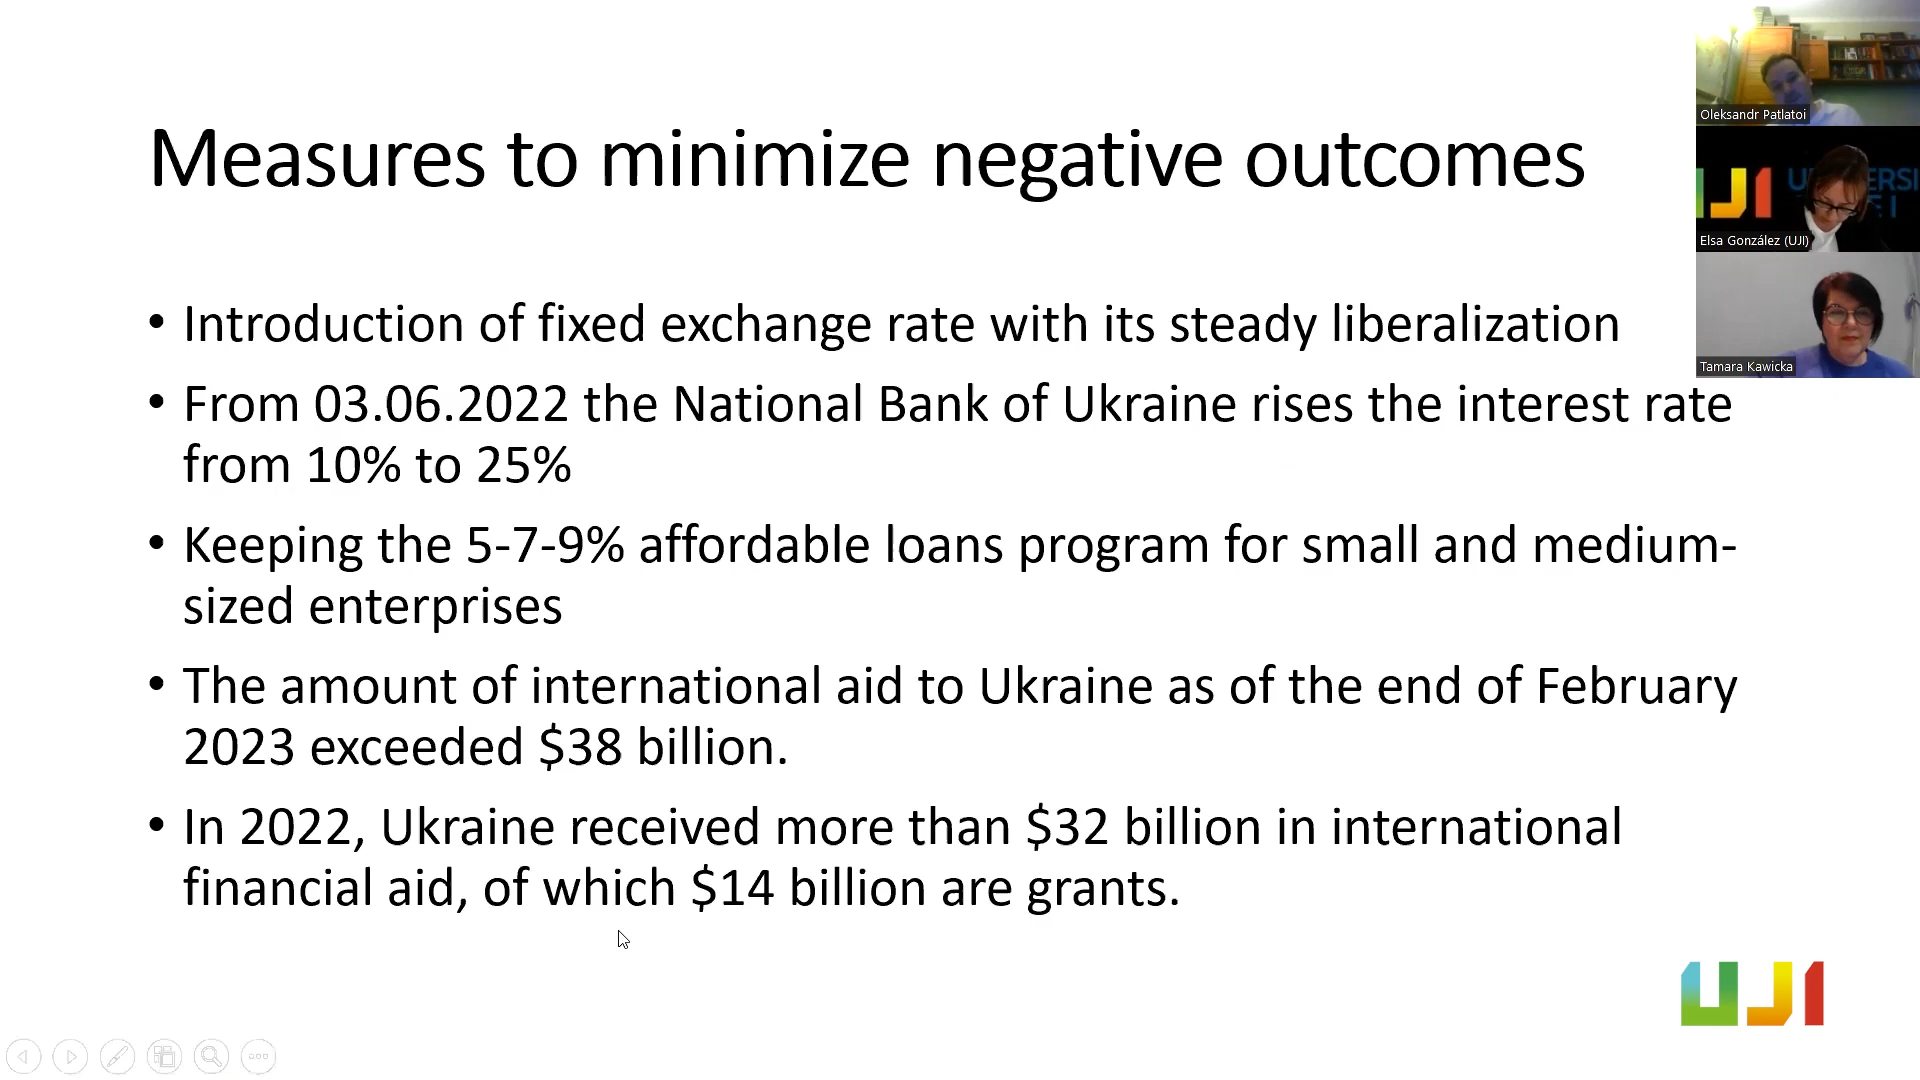 Measures to minimize negative outcomes
• Introduction of fixed exchange rate with its steady liberalization
• From 03.06.2022 the National Bank of Ukraine rises the interest rate
from 10% to 25%
• Keeping the 5-7-9% affordable loans program for small and medium-
sized enterprises
• The amount of international aid to Ukraine as of the end of February
2023 exceeded $38 billion.
• In 2022, Ukraine received more than $32 billion in international
financial aid, of which $14 billion are grants.
UJI
Oleksandr Patlatoi
UJI
Elsa González (UJI)
Tamara Kawicka